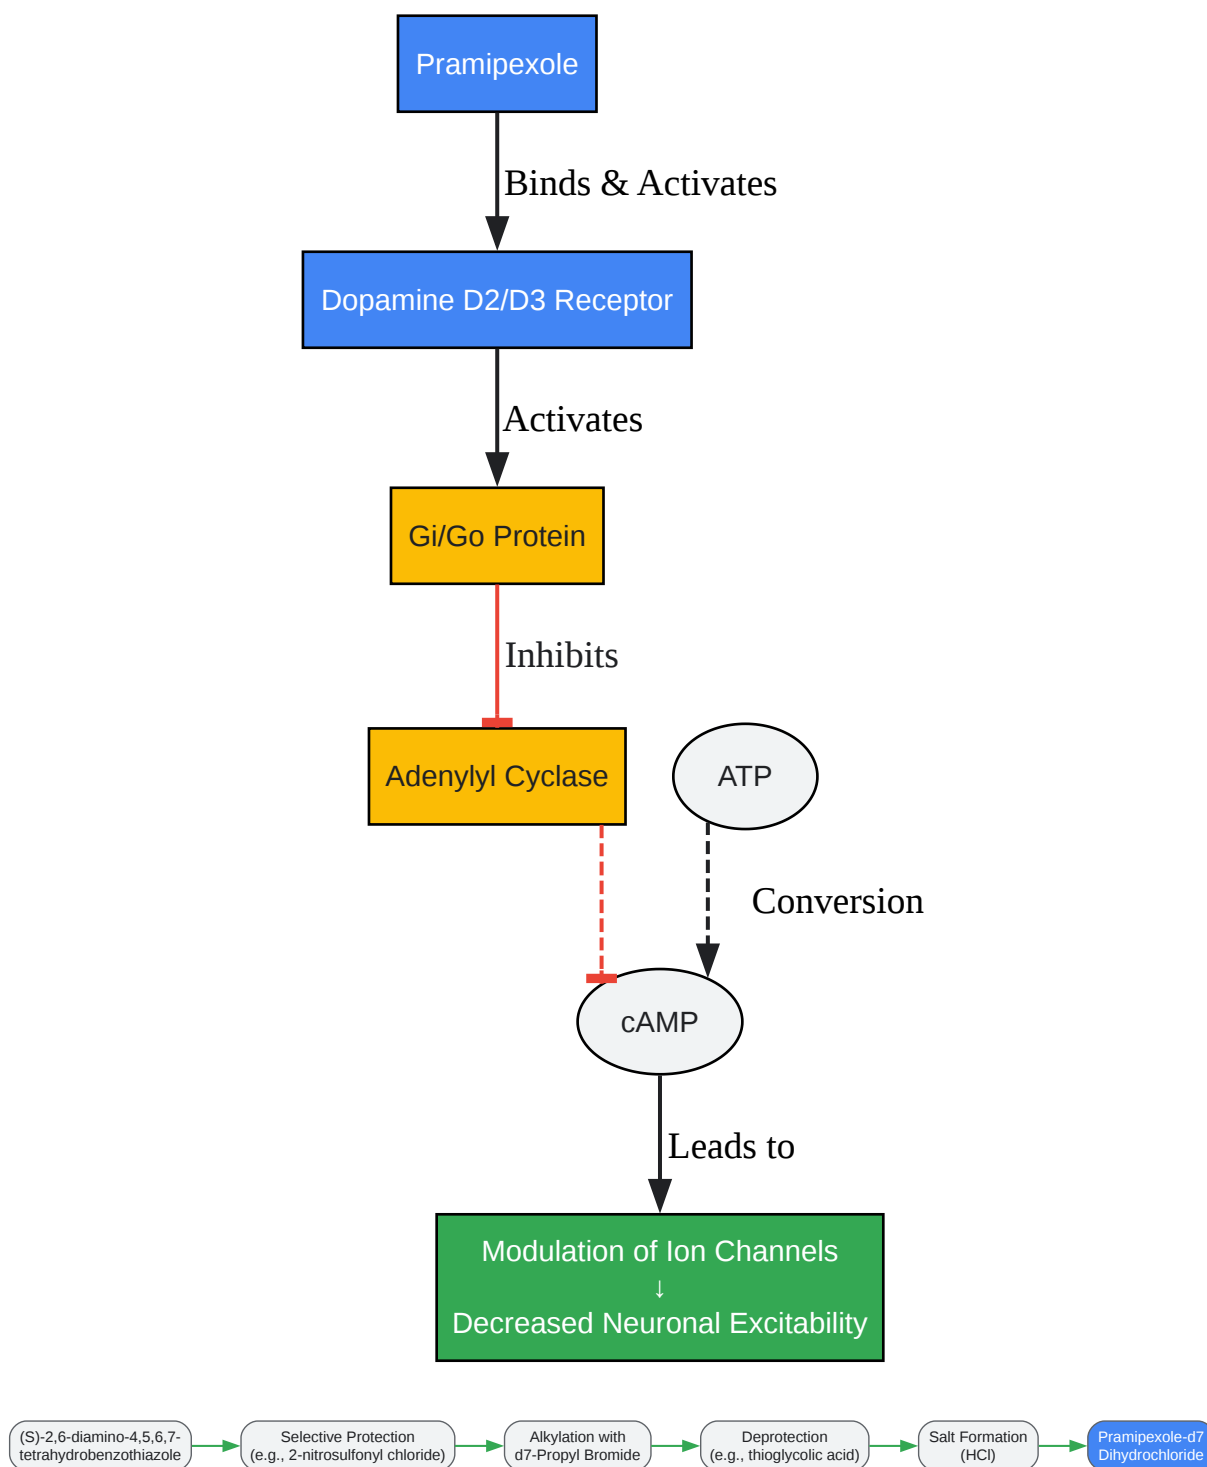 Pramipexole
Binds & Activates
Dopamine D2/D3 Receptor
Activates
Gi/Go Protein
Inhibits
Adenylyl Cyclase
ATP
Conversion
cAMP
Leads to
Modulation of Ion Channels
↓
Decreased Neuronal Excitability
(S)-2,6-diamino-4,5,6,7-
tetrahydrobenzothiazole
Selective Protection
(e.g., 2-nitrosulfonyl chloride)
Alkylation with
d7-Propyl Bromide
Deprotection
(e.g., thioglycolic acid)
Salt Formation
(HCl)
Pramipexole-d7
Dihydrochloride